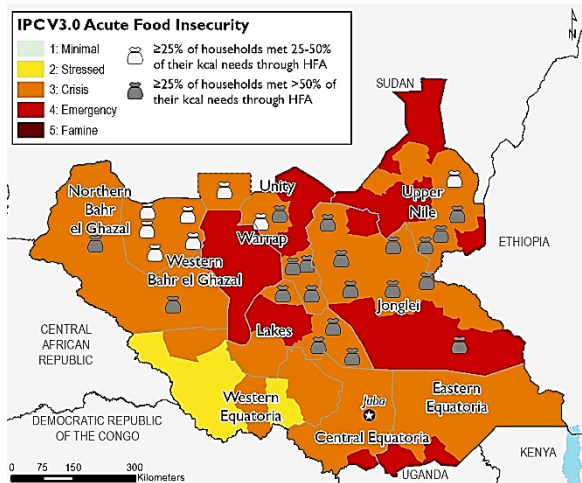 IPCV3.0 Acute Food Insecurity
1: Minimal
2: Stressed
3: Crisis
4: Emergency
5: Famine
≥25% of households met 25-50%
of their kcal needs through HFA
≥25% of households met >50% of
their kcal needs through HFA
N
SUDAN
Northern
Bahr
el Ghazal
Unity
Upper
Nile
Warrap
ETHIOPIA
Western
Bahr el Ghazal
Jonglei
CENTRAL
AFRICAN
REPUBLIC
Lakes
Western
Equatoria
Juba
Eastern
Equatoria
DEMOCRATIC REPUBLIC
OF THE CONGO
Central Equatoria
KENYA
UGANDA
0 75 150 300
Kilometers